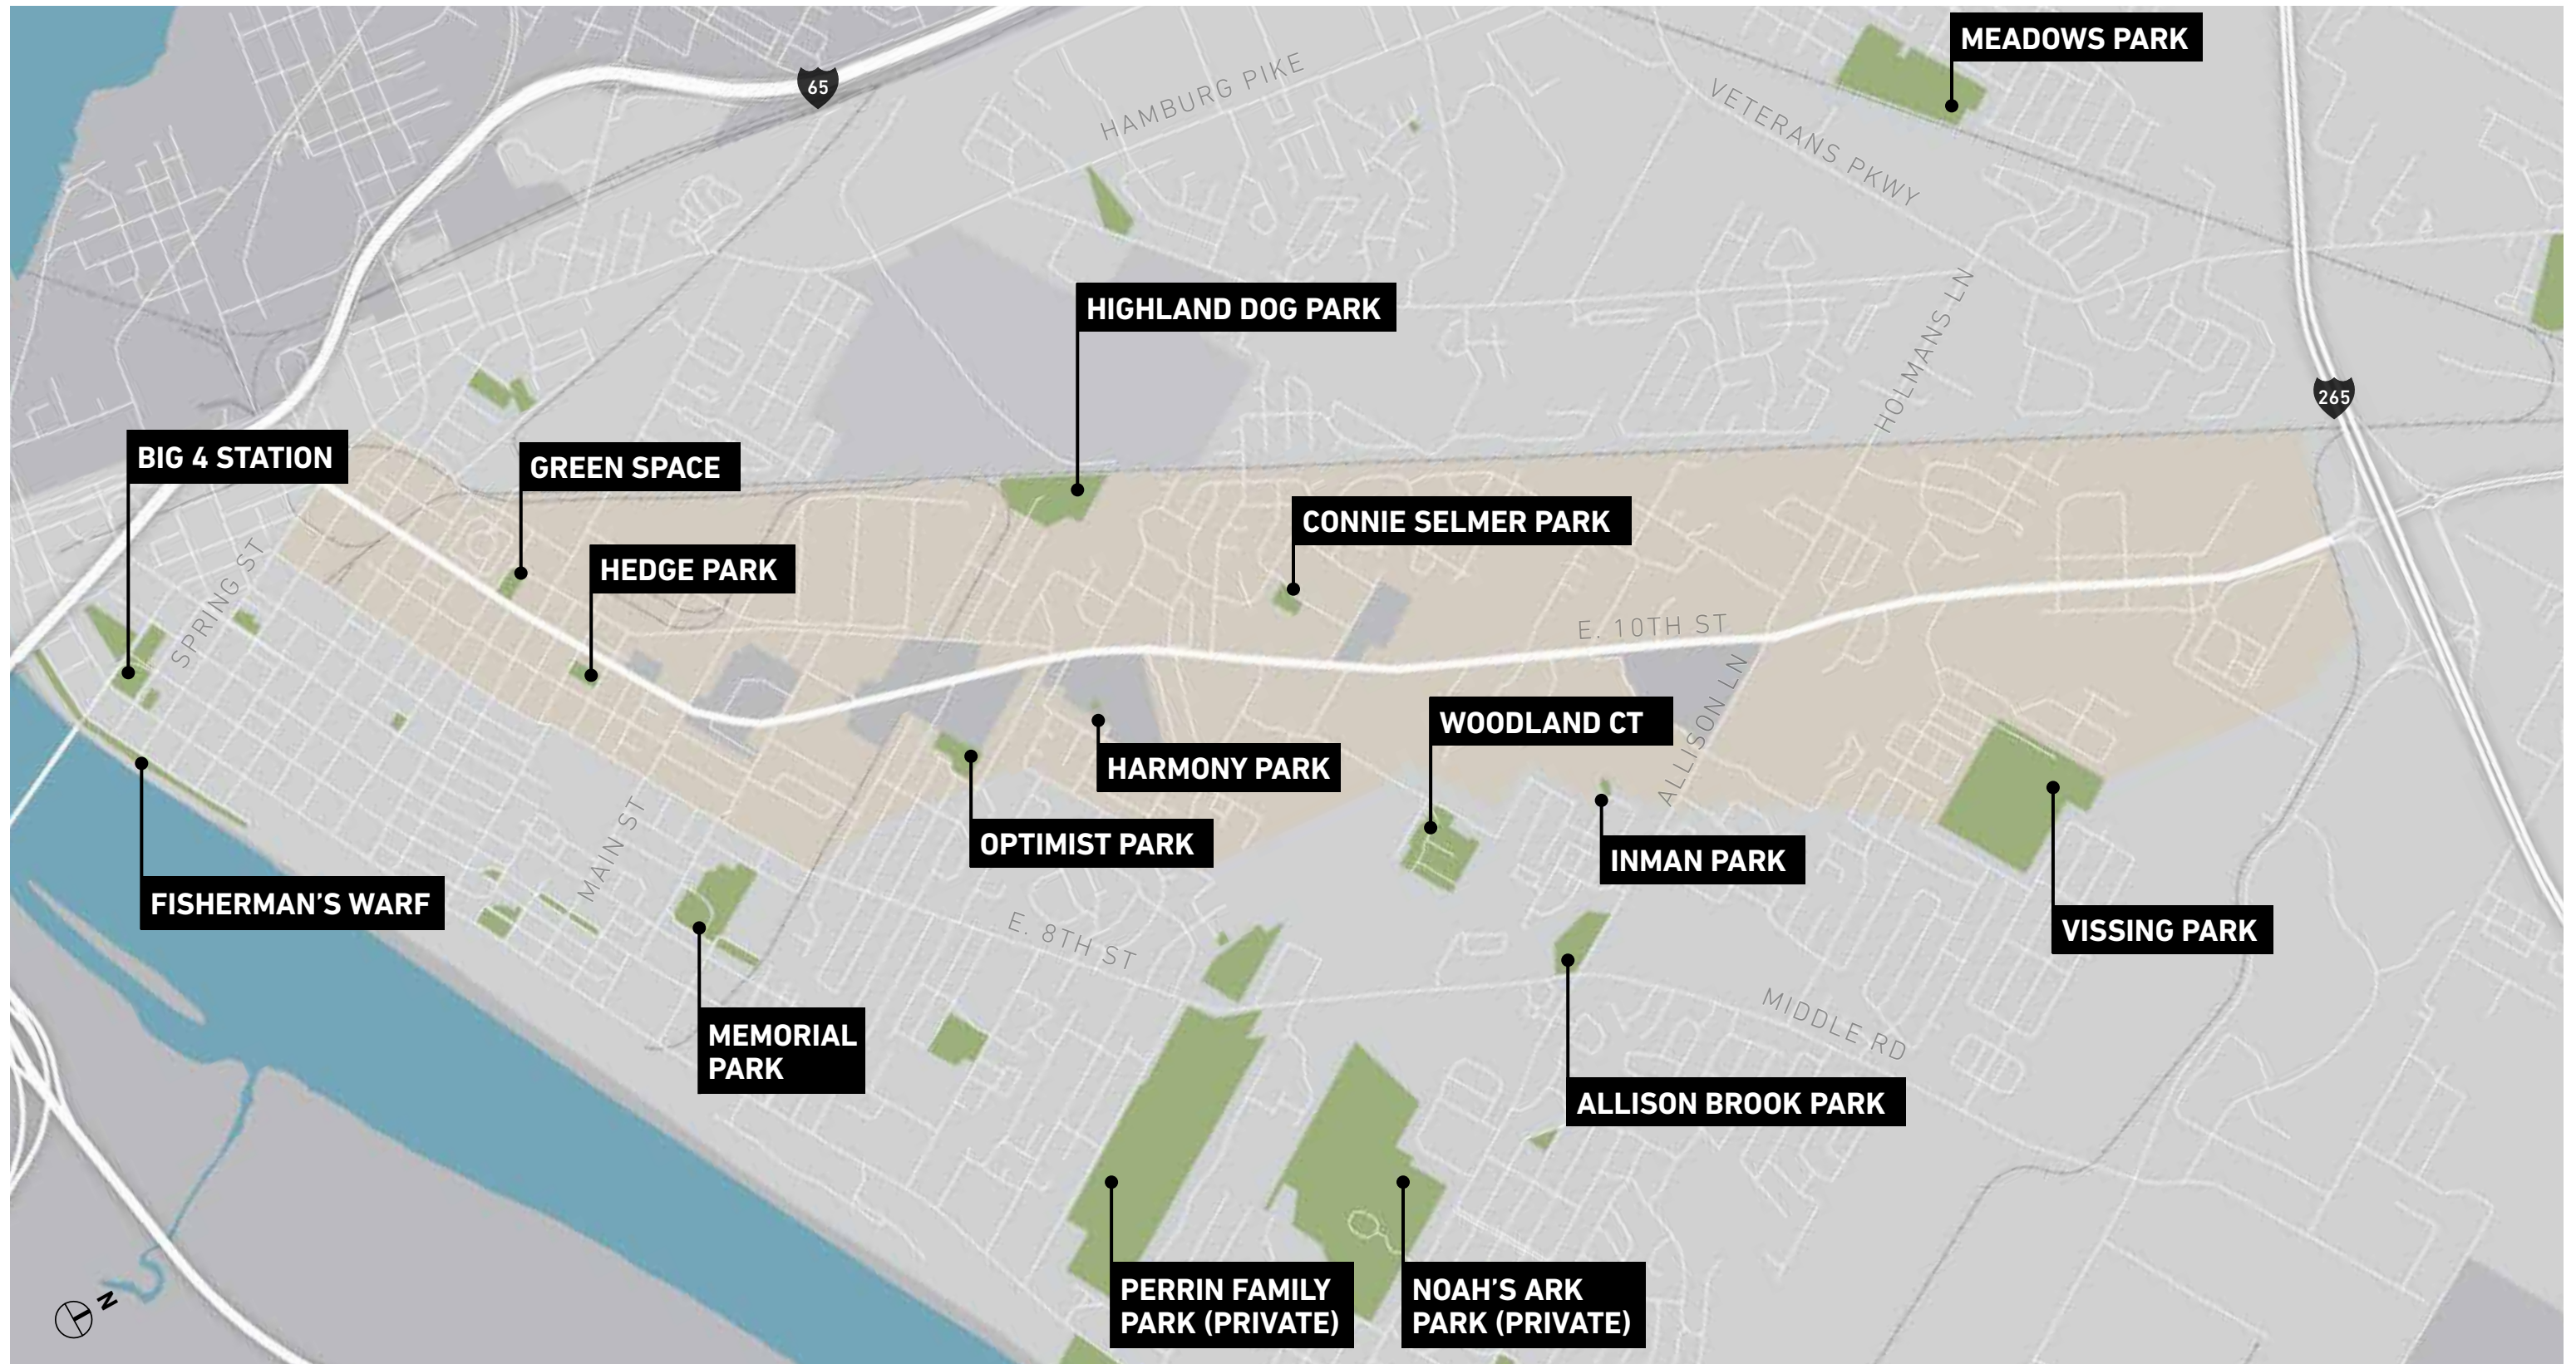 MEADOWS PARK
65
HAMBURG PIKE
VETERANS PKWY
HIGHLAND DOG PARK
HOLMANS LN
265
BIG 4 STATION
GREEN SPACE
CONNIE SELMER PARK
HEDGE PARK
SPRING ST
E. 10TH ST
WOODLAND CT
ALLISON LN
HARMONY PARK
OPTIMIST PARK
INMAN PARK
MAIN ST
FISHERMAN'S WARF
E. 8TH ST
VISSING PARK
MIDDLE RD
MEMORIAL
PARK
ALLISON BROOK PARK
PERRIN FAMILY
PARK (PRIVATE)
NOAH'S ARK
PARK (PRIVATE)
N